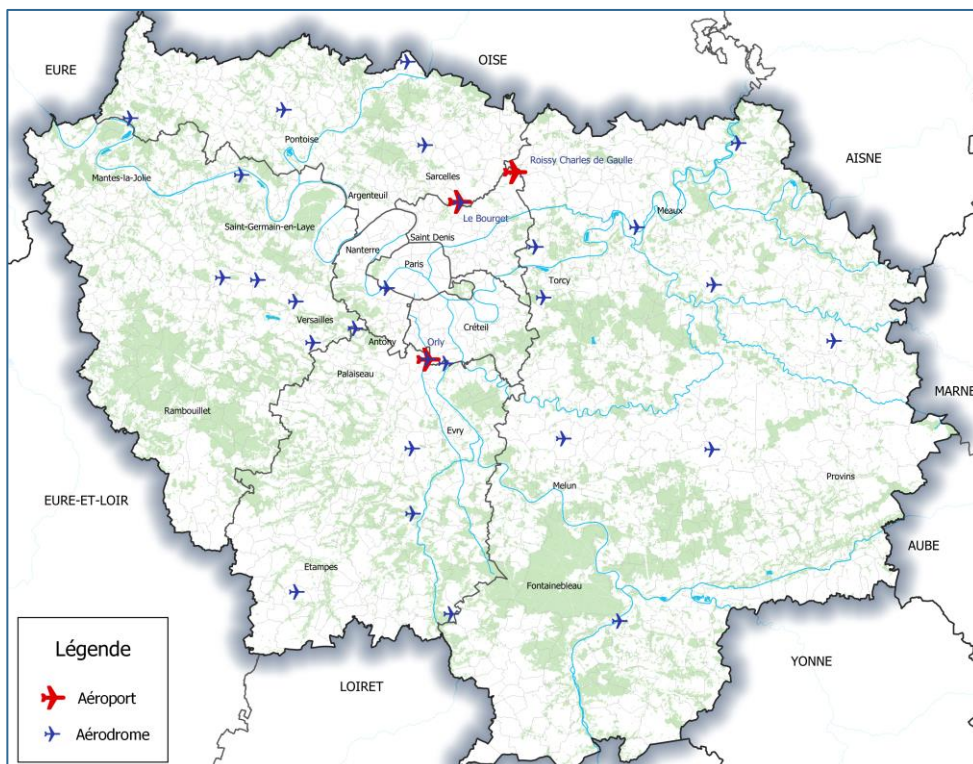 OISE
EURE
AISNE
Pontoise
Roissy Charles de Gaulle
Mantes-la-Jolie
Sarcelles
Argenteuil
Meaux
Le Bourget
Saint-Germain-en-Laye
Saint Denis
Nanterre
Paris
Torcy
Versailles
Créteil
Antony
Orly
Palaiseau
MARNE
Rambouillet
Evry
Provins
Melun
EURE-ET-LOIR
AUBE
Etampes
Fontainebleau
YONNE
LOIRET
Légende
Aéroport
Aérodrome